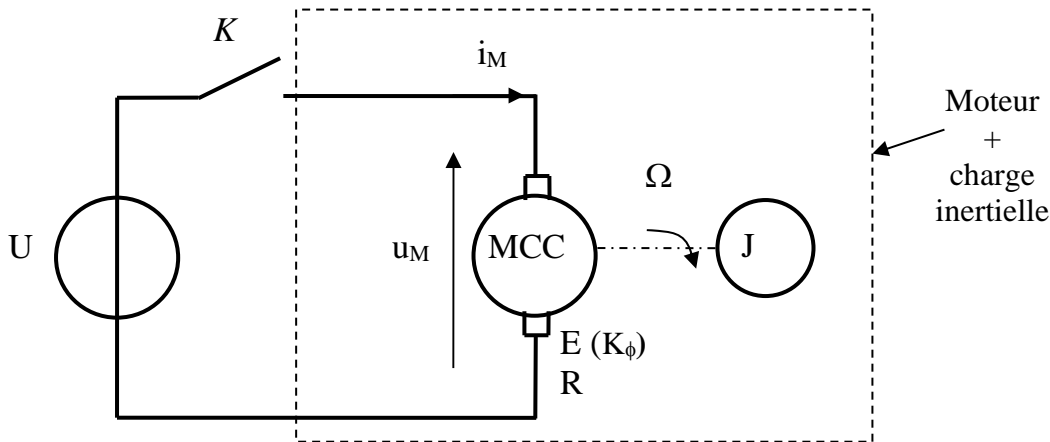 K
i_M
Moteur
+
charge
inertielle
Ω
U
u_M
MCC
J
E (K_ϕ)
R